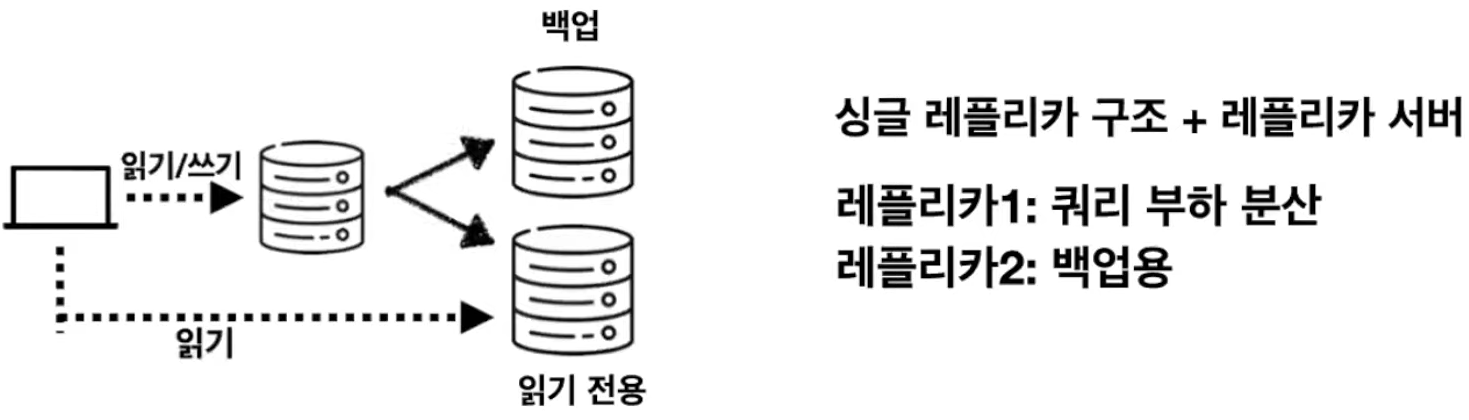 백업
읽기/쓰기
읽기
읽기 전용
싱글 레플리카 구조 + 레플리카 서버
레플리카1: 쿼리 부하 분산
레플리카2: 백업용